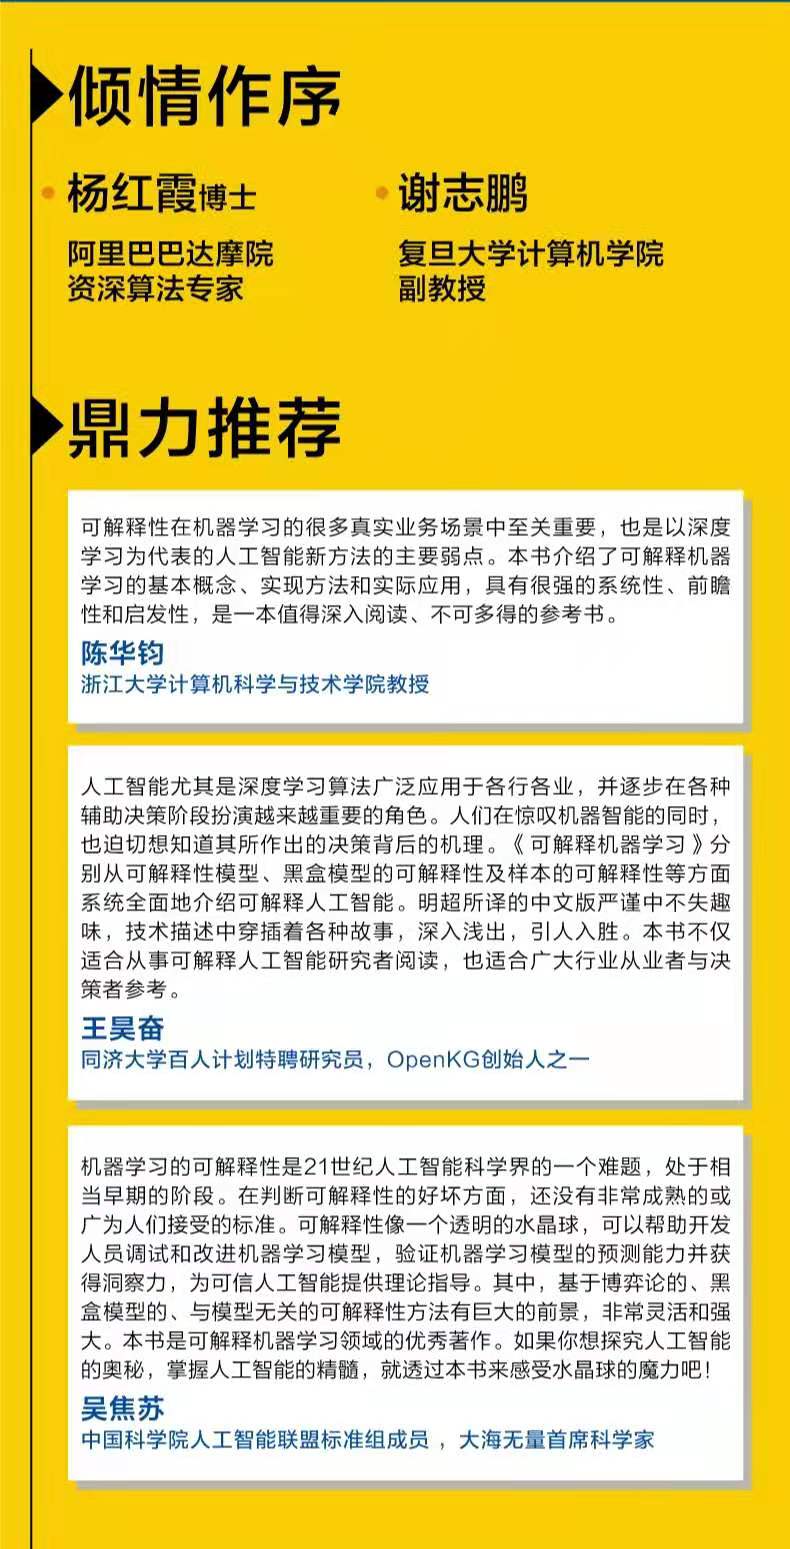 倾情作序
杨红霞博士
阿里巴巴达摩院
资深算法专家
谢志鹏
复旦大学计算机学院
副教授
鼎力推荐
可解释性在机器学习的很多真实业务场景中至关重要，也是以深度
学习为代表的人工智能新方法的主要弱点。本书介绍了可解释机器
学习的基本概念、实现方法和实际应用，具有很强的系统性、前瞻
性和启发性，是一本值得深入阅读、不可多得的参考书。
陈华钧
浙江大学计算机科学与技术学院教授
人工智能尤其是深度学习算法广泛应用于各行各业，并逐步在各种
辅助决策阶段扮演越来越重要的角色。人们在惊叹机器智能的同时，
也迫切想知道其所作出的决策背后的机理。《可解释机器学习》分
别从可解释性模型、黑盒模型的可解释性及样本的可解释性等方面
系统全面地介绍可解释人工智能。明超所译的中文版严谨中不失趣
味，技术描述中穿插着各种故事，深入浅出，引人入胜。本书不仅
适合从事可解释人工智能研究者阅读，也适合广大行业从业者与决
策者参考。
王昊奋
同济大学百人计划特聘研究员，OpenKG创始人之一
机器学习的可解释性是21世纪人工智能科学界的一个难题，处于相
当早期的阶段。在判断可解释性的好坏方面，还没有非常成熟的或
广为人们接受的标准。可解释性像一个透明的水晶球，可以帮助开发
人员调试和改进机器学习模型，验证机器学习模型的预测能力并获
得洞察力，为可信人工智能提供理论指导。其中，基于博弈论的、黑
盒模型的、与模型无关的可解释性方法有巨大的前景，非常灵活和强
大。本书是可解释机器学习领域的优秀著作。如果你想探究人工智能
的奥秘，掌握人工智能的精髓，就透过本书来感受水晶球的魔力吧！
吴焦苏
中国科学院人工智能联盟标准组成员 ，大海无量首席科学家